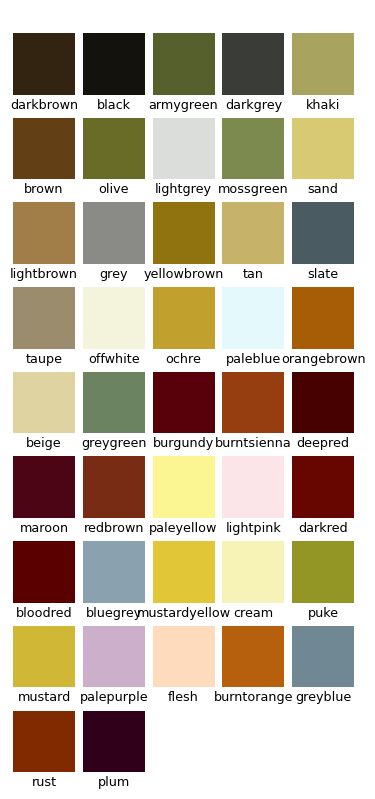 darkbrown black armygreen darkgrey khaki
brown olive lightgrey mossgreen sand
lightbrown grey yellowbrown tan slate
taupe offwhite ochre paleblue orangebrown
beige greygreen burgundy burntsienna deepred
maroon redbrown paleyellow lightpink darkred
bloodred bluegrey mustardyellow cream puke
mustard palepurple flesh burntorange greyblue
rust plum